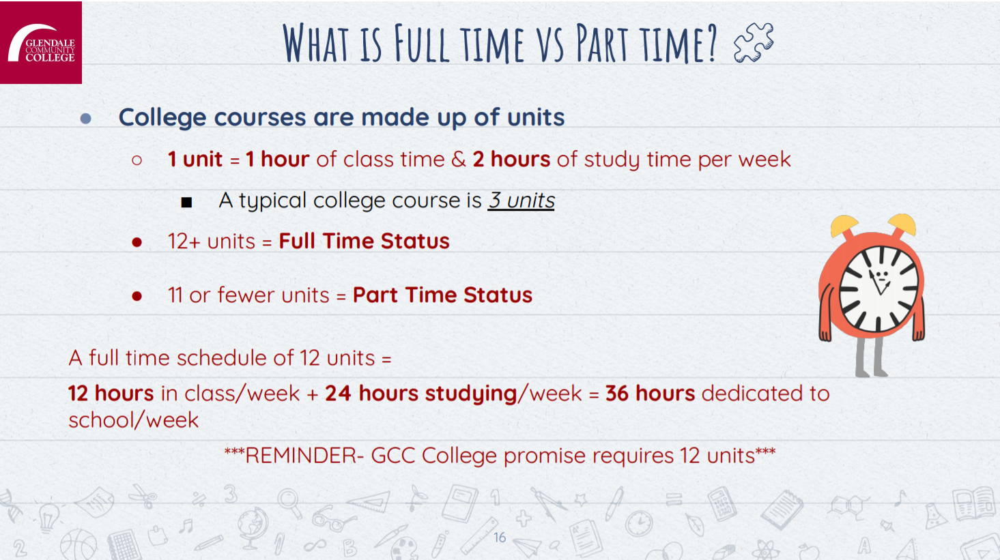 GLENDALE
COMMUNITY
COLLEGE
WHAT IS FULL TIME VS PART TIME?
● College courses are made up of units
○ 1 unit = 1 hour of class time & 2 hours of study time per week
■ A typical college course is 3 units
● 12+ units = Full Time Status
● 11 or fewer units = Part Time Status
A full time schedule of 12 units =
12 hours in class/week + 24 hours studying/week = 36 hours dedicated to
school/week
***REMINDER- GCC College promise requires 12 units***
3
1
2
B
A
16